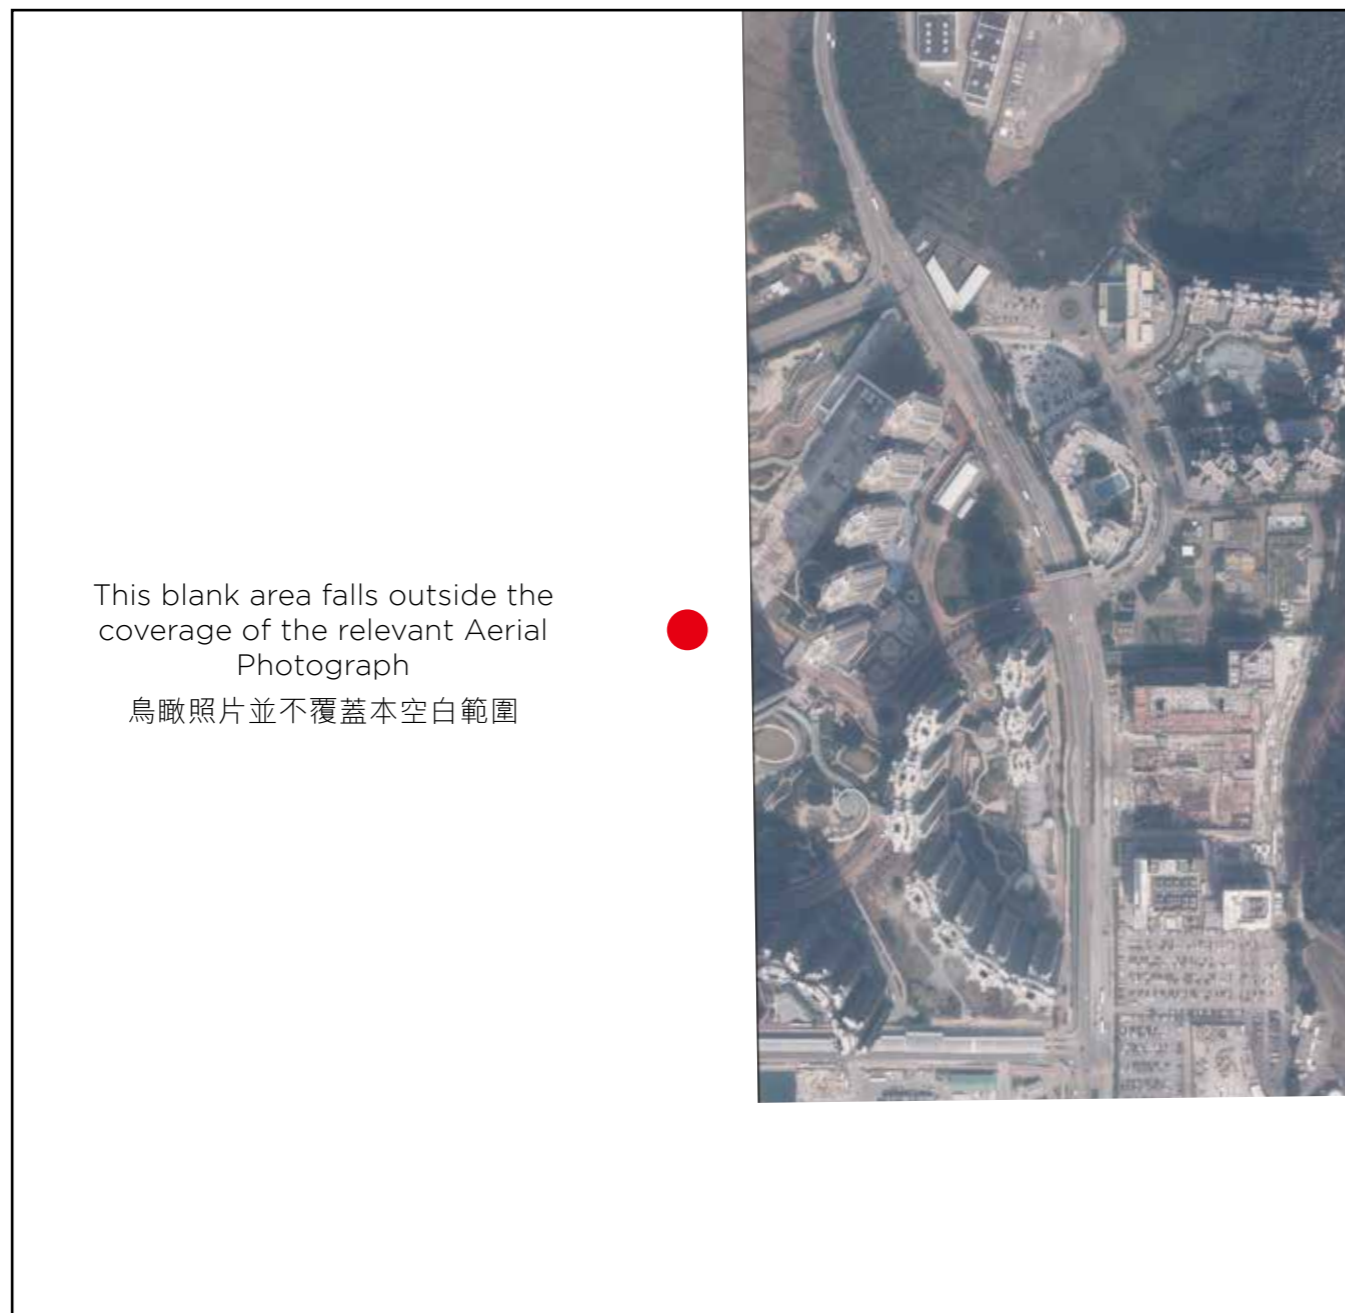 This blank area falls outside the
coverage of the relevant Aerial
Photograph
鳥瞰照片並不覆蓋本空白範圍